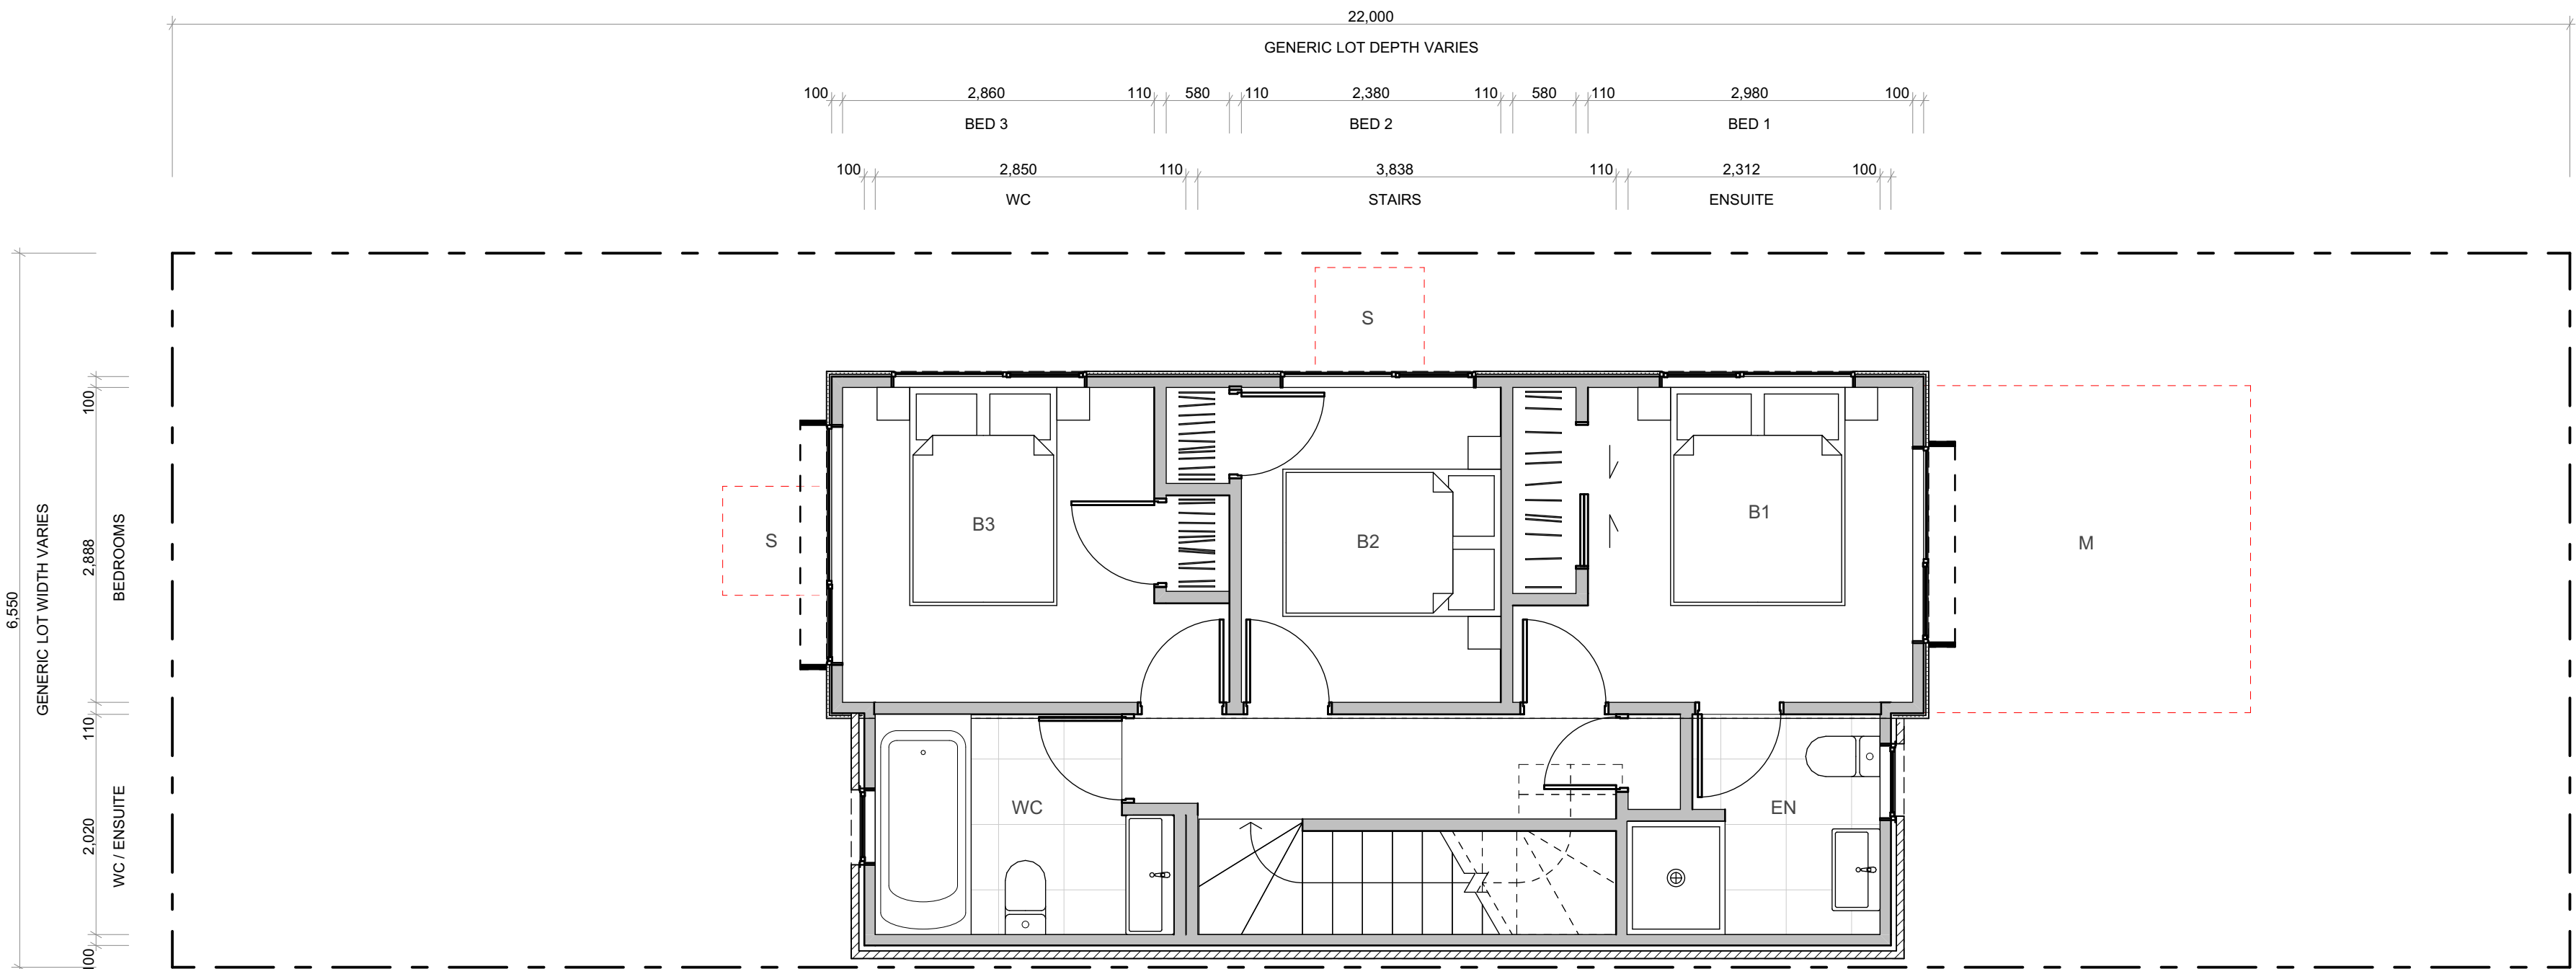 22,000
GENERIC LOT DEPTH VARIES
100 2,860 110 580 110 2,380 110 580 110 2,980 100
BED 3 BED 2 BED 1
100 2,850 110 3,838 110 2,312 100
WC STAIRS ENSUITE
6,550
GENERIC LOT WIDTH VARIES
100
2,888
BEDROOMS
110
2,020
WC / ENSUITE
100
S
S
B3
B2
B1
M
WC
EN